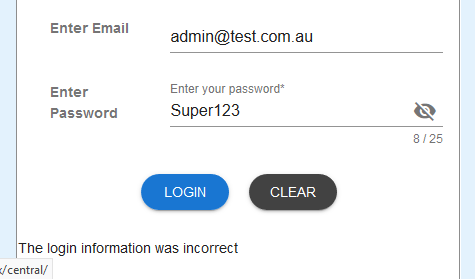 Enter Email
admin@test.com.au
Enter Password
Enter your password*
Super123
8 / 25
LOGIN
CLEAR
The login information was incorrect
x/central/